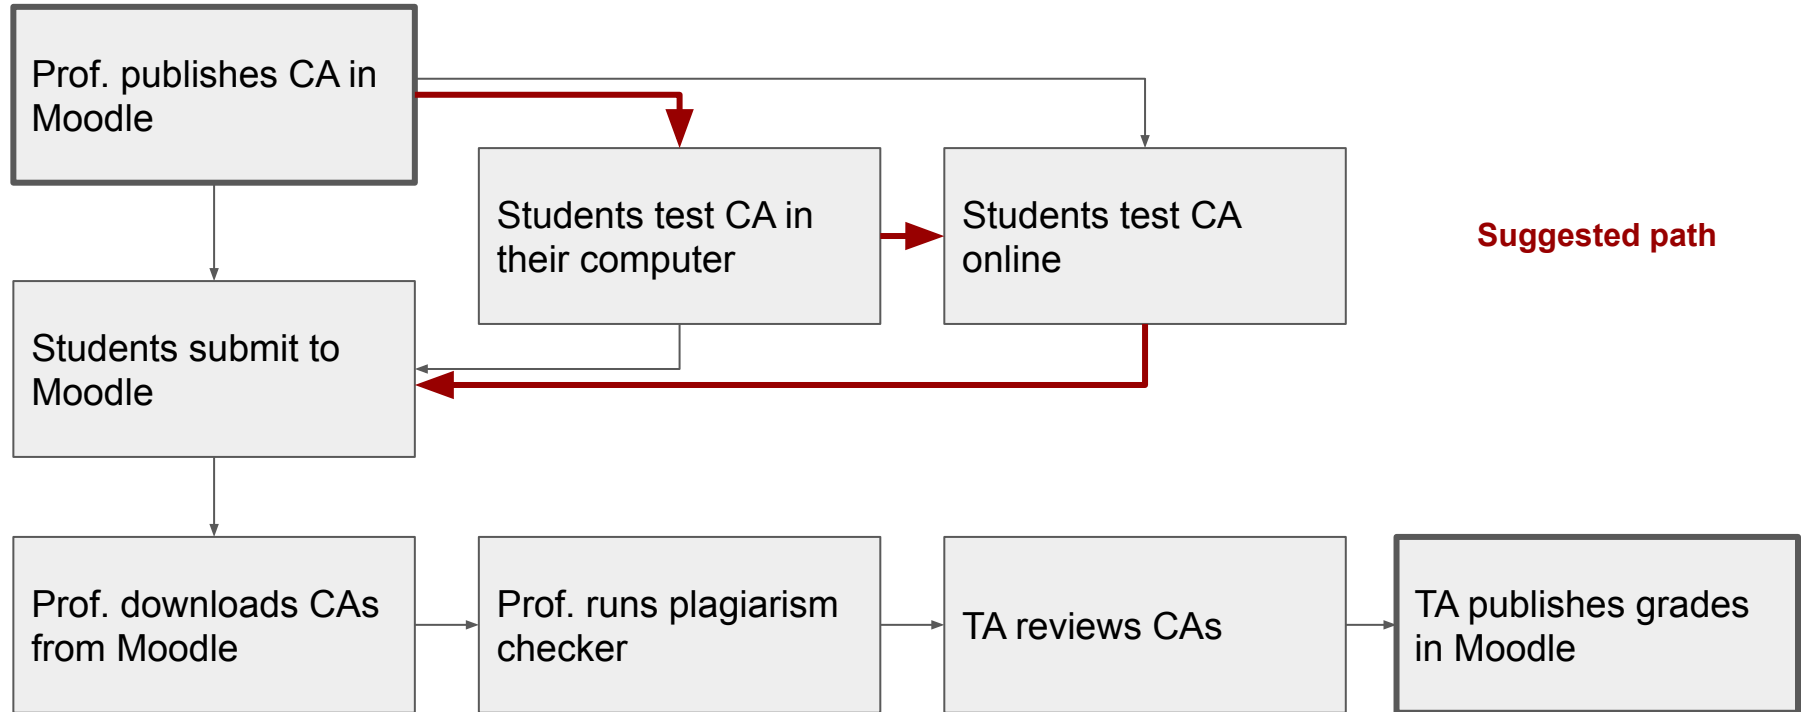 Prof. publishes CA in
Moodle
Students test CA in
their computer
Students test CA
online
Suggested path
Students submit to
Moodle
Prof. downloads CAs
from Moodle
Prof. runs plagiarism
checker
TA reviews CAs
TA publishes grades
in Moodle